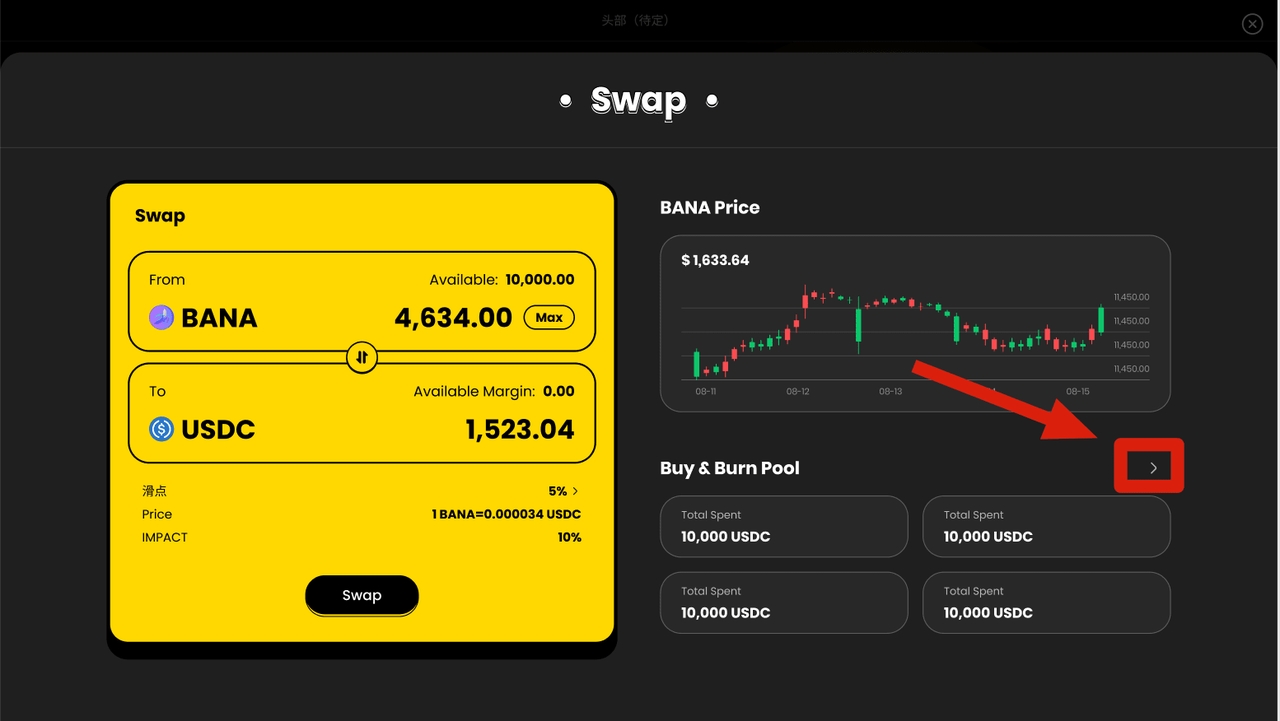 头部（待定）
Swap
Swap
From
Available: 10,000.00
BANA
4,634.00
Max
To
Available Margin: 0.00
USDC
1,523.04
滑点
5%
Price
1 BANA=0.000034 USDC
IMPACT
10%
Swap
BANA Price
$ 1,633.64
11,450.00
11,450.00
11,450.00
11,450.00
08-11
08-12
08-13
08-15
Buy & Burn Pool
Total Spent
10,000 USDC
Total Spent
10,000 USDC
Total Spent
10,000 USDC
Total Spent
10,000 USDC